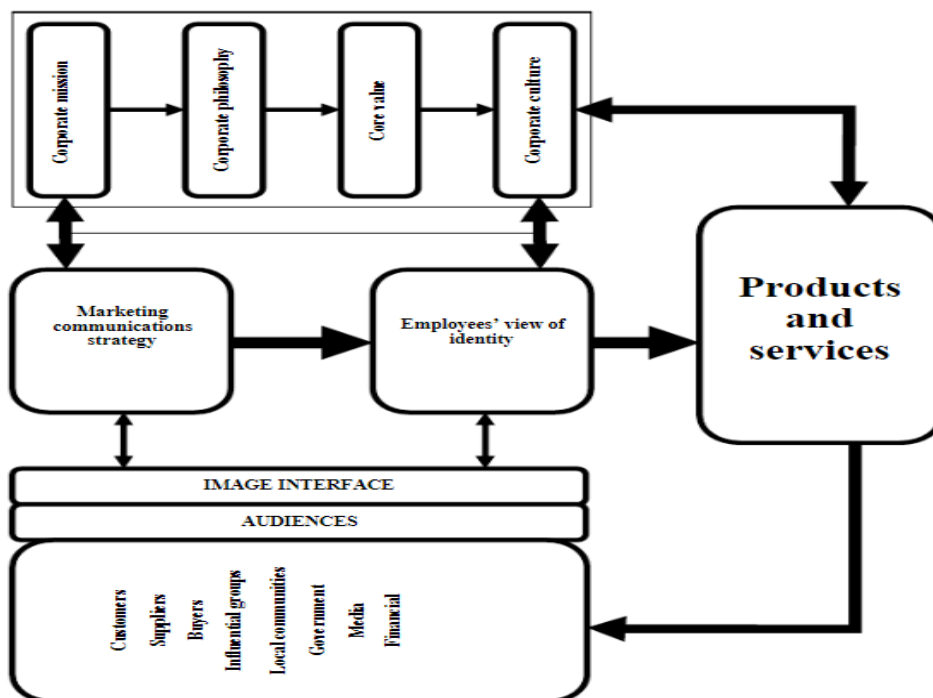 Corporate mission
Corporate philosophy
Core value
Corporate culture
Marketing
communications
strategy
Employees’ view of
identity
Products
and
services
IMAGE INTERFACE
AUDIENCES
Customers
Suppliers
Buyers
Influential groups
Local communities
Government
Media
Financial